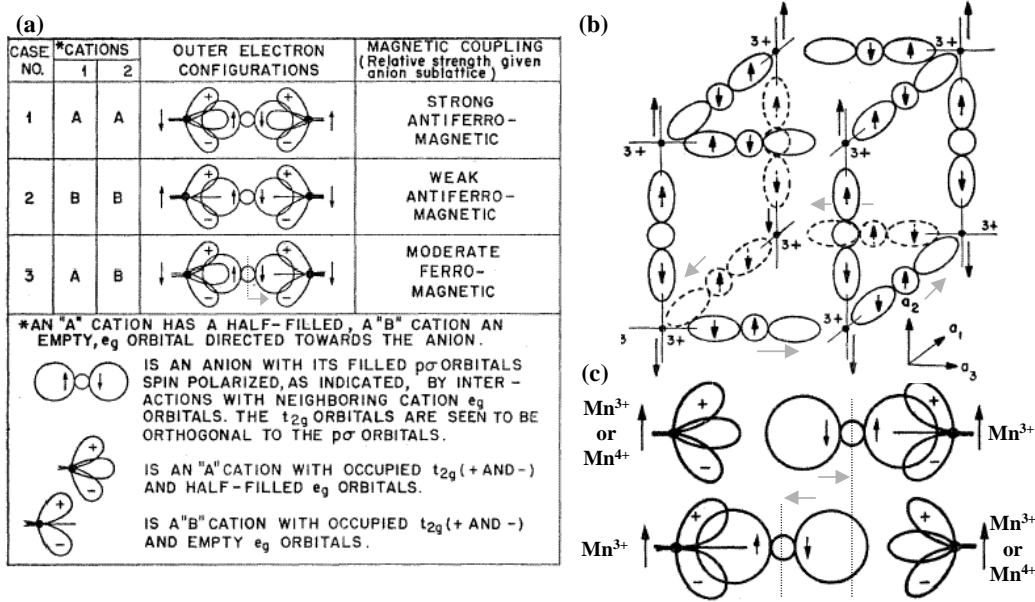 (a)
CASE NO.
*CATIONS
1 2
OUTER ELECTRON CONFIGURATIONS
MAGNETIC COUPLING
(Relative strength, given anion sublattice)
1 A A
STRONG
ANTIFERRO-
MAGNETIC
2 B B
WEAK
ANTIFERRO-
MAGNETIC
3 A B
MODERATE
FERRO-
MAGNETIC
*AN "A" CATION HAS A HALF-FILLED, A "B" CATION AN
EMPTY, eg ORBITAL DIRECTED TOWARDS THE ANION.
IS AN ANION WITH ITS FILLED pσ ORBITALS
SPIN POLARIZED, AS INDICATED, BY INTER-
ACTIONS WITH NEIGHBORING CATION eg
ORBITALS. THE t2g ORBITALS ARE SEEN TO BE
ORTHOGONAL TO THE pσ ORBITALS.
+
−
IS AN "A" CATION WITH OCCUPIED t2g (+ AND −)
AND HALF-FILLED eg ORBITALS.
+
−
IS A "B" CATION WITH OCCUPIED t2g (+ AND −)
AND EMPTY eg ORBITALS.
(b)
3+
3+
3+
3+
3+
3+
3+
3+
a2
a1
a3
(c)
Mn3+
or
Mn4+
+
−
+
−
Mn3+
Mn3+
+
−
+
−
Mn3+
or
Mn4+